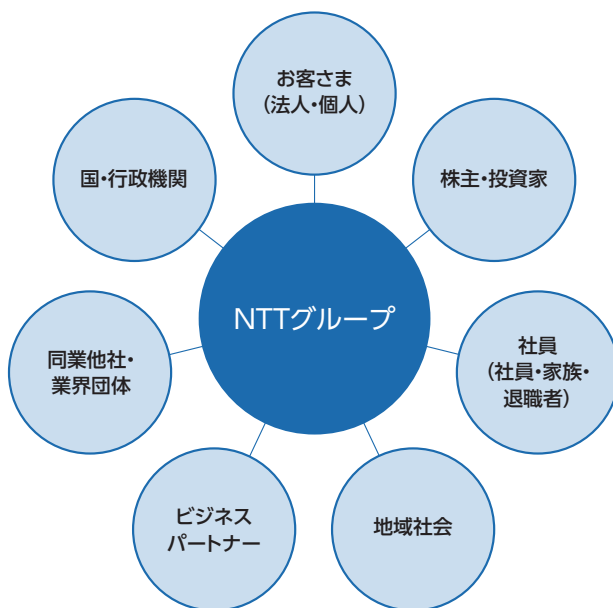 お客さま
（法人・個人）
国・行政機関
株主・投資家
NTTグループ
同業他社・
業界団体
社員
（社員・家族・
退職者）
ビジネス
パートナー
地域社会